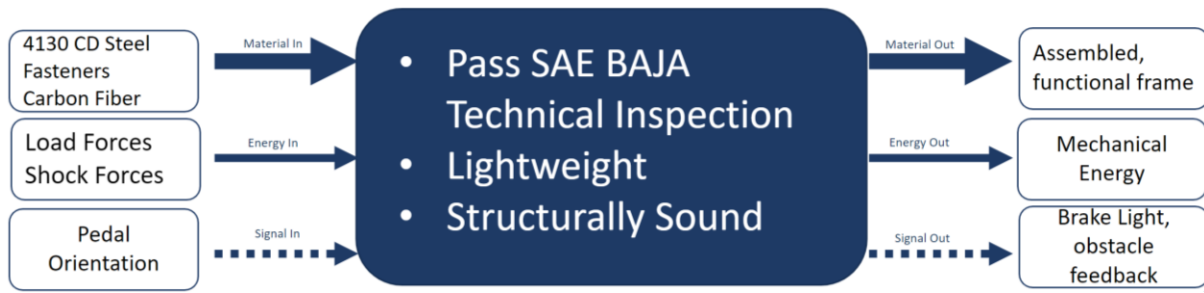 4130 CD Steel
Fasteners
Carbon Fiber
Material In
Load Forces
Shock Forces
Energy In
Pedal
Orientation
Signal In
• Pass SAE BAJA
Technical Inspection
• Lightweight
• Structurally Sound
Material Out
Assembled,
functional frame
Energy Out
Mechanical
Energy
Signal Out
Brake Light,
obstacle
feedback